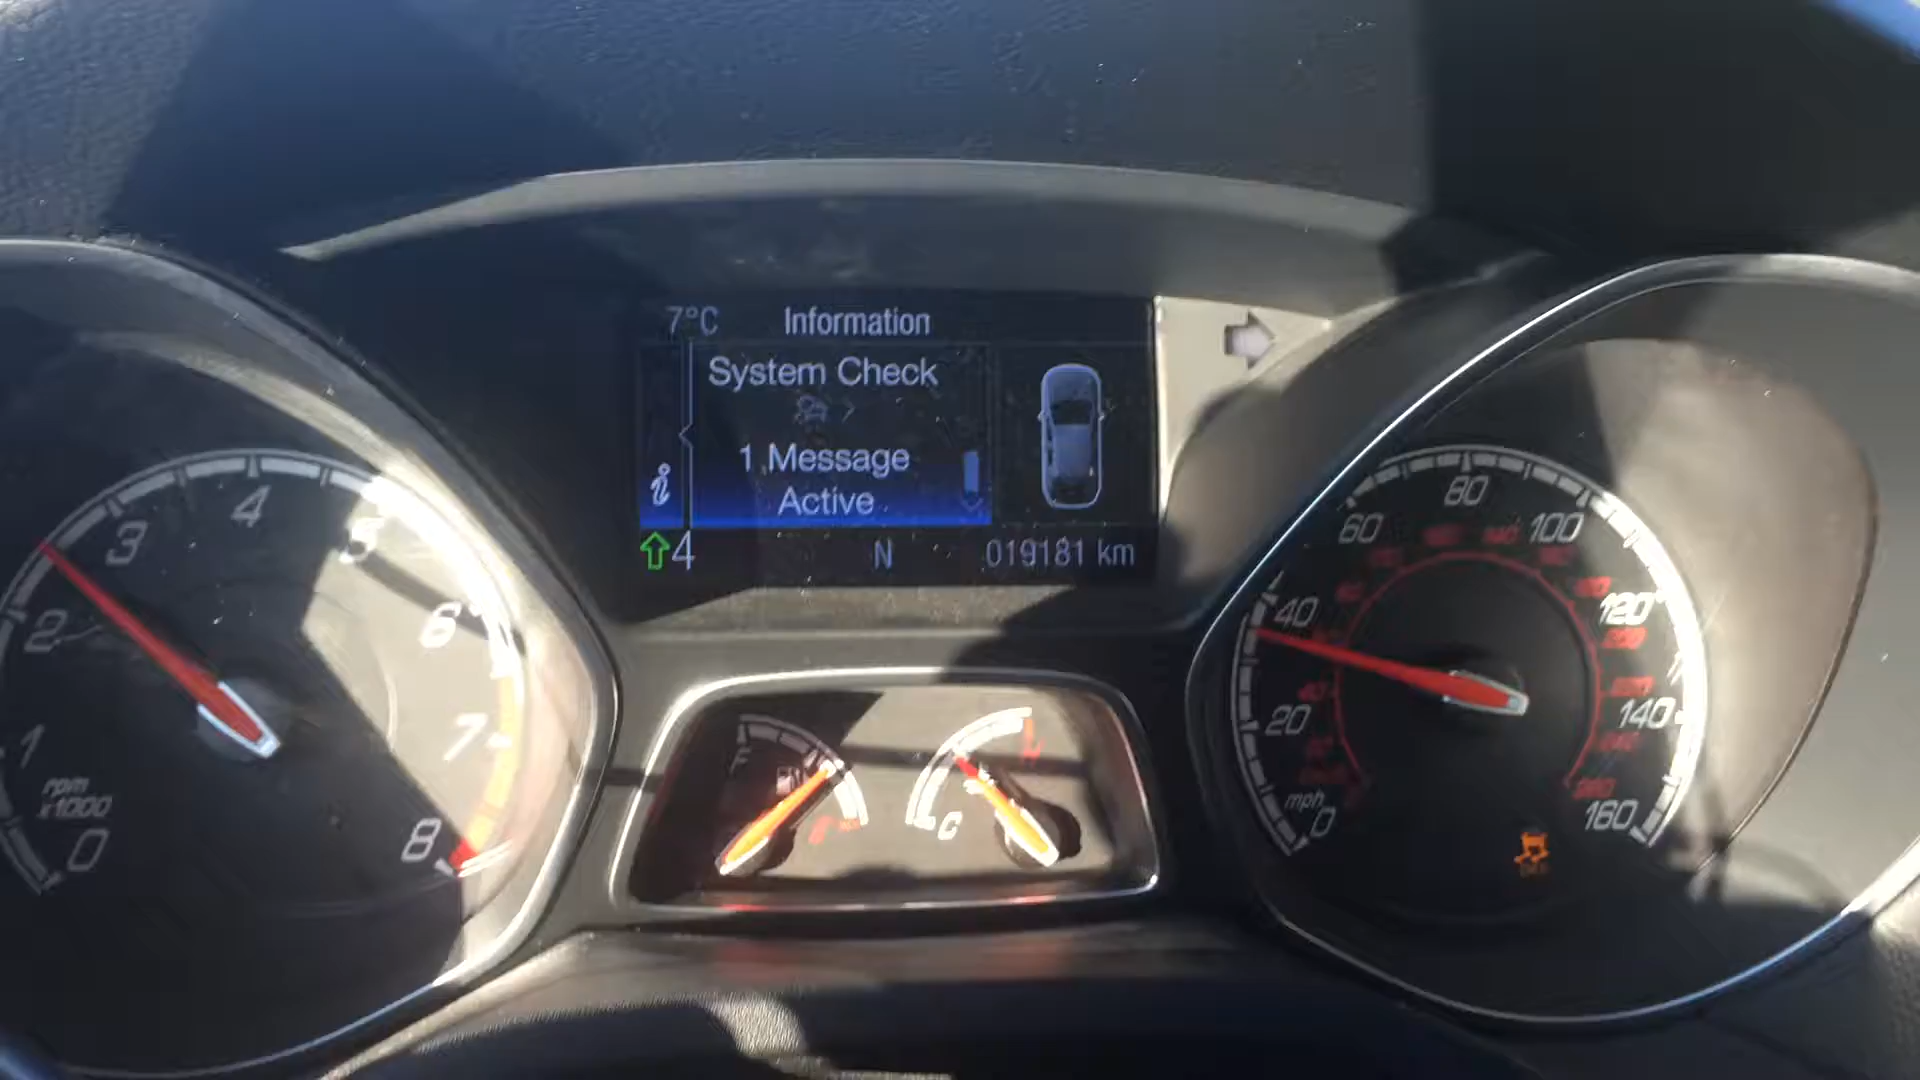 7°C Information
System Check
1 Message
Active
4 N 019181 km
0 1 2 3 4 5 6 7 8
rpm
x1000
F
C
0 20 40 60 80 100 120 140 160
mph